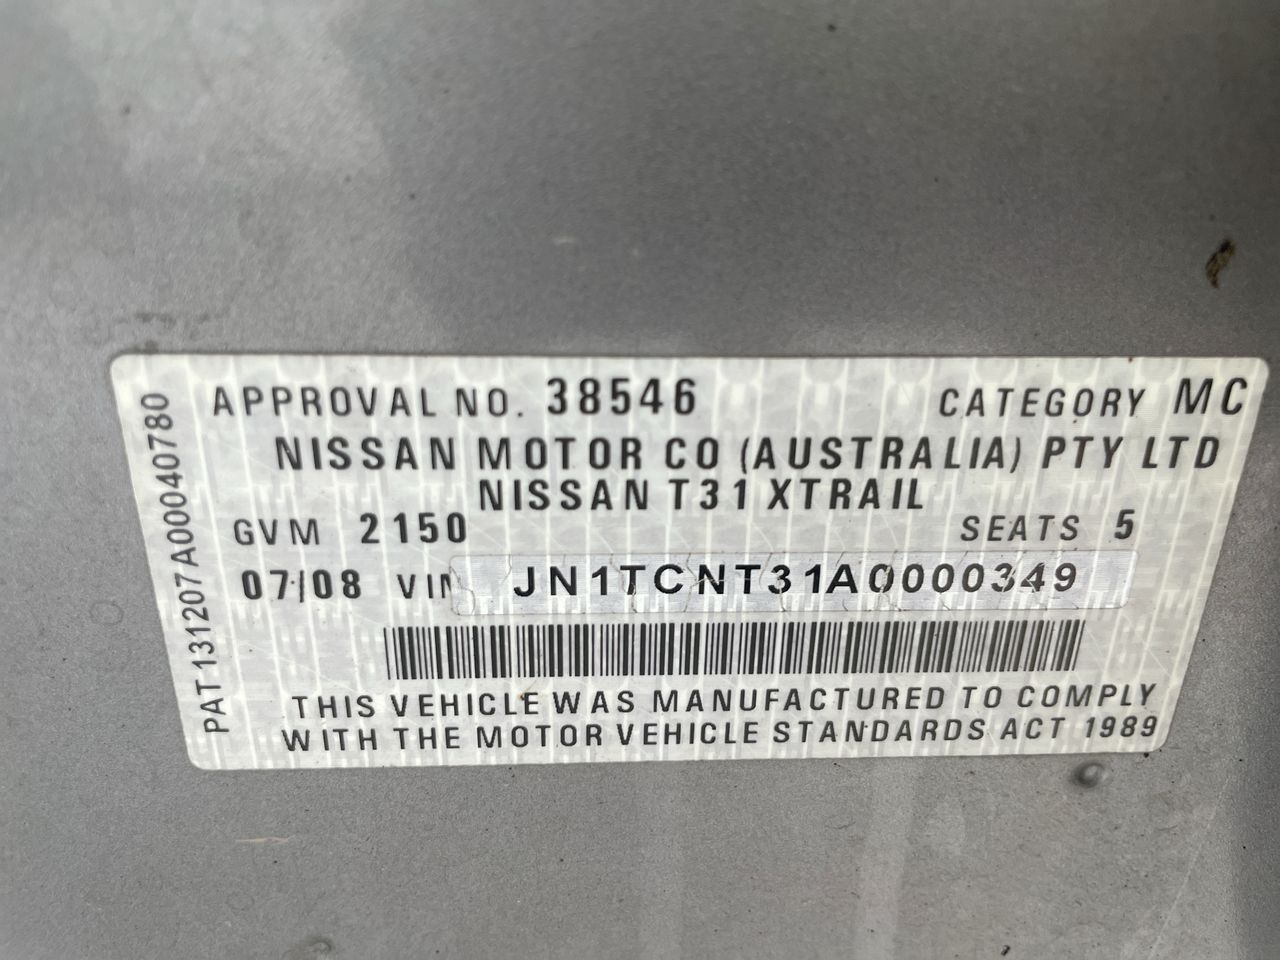 APPROVAL NO. 38546 CATEGORY MC
NISSAN MOTOR CO (AUSTRALIA) PTY LTD
NISSAN T31 XTRAIL
GVM 2150 SEATS 5
07/08 VIN JN1TCNT31A0000349
THIS VEHICLE WAS MANUFACTURED TO COMPLY
WITH THE MOTOR VEHICLE STANDARDS ACT 1989
PAT 131207A00040780